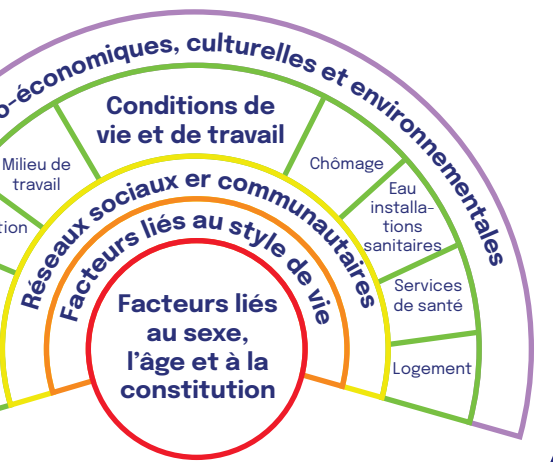 o-économiques, culturelles et environnementales
Conditions de
vie et de travail
Milieu de
travail
tion
Chômage
Eau
installa-
tions
sanitaires
Services
de santé
Logement
Réseaux sociaux er communautaires
Facteurs liés au style de vie
Facteurs liés
au sexe,
l'âge et à la
constitution